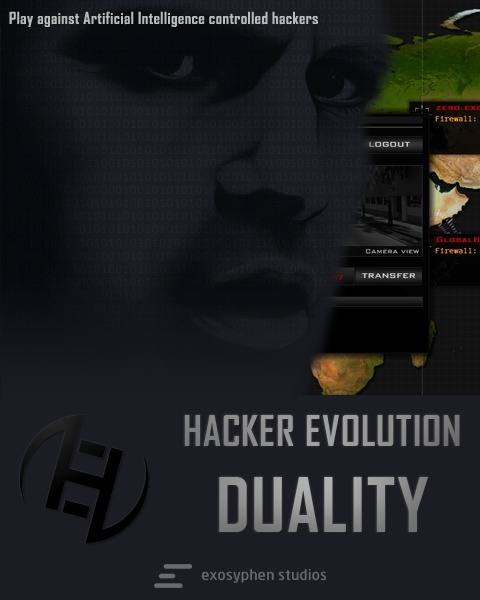 Play against Artificial Intelligence controlled hackers
Firewall:
LOGOUT
CAMERA VIEW
Firewall:
TRANSFER
HACKER EVOLUTION
DUALITY
exosyphen studios